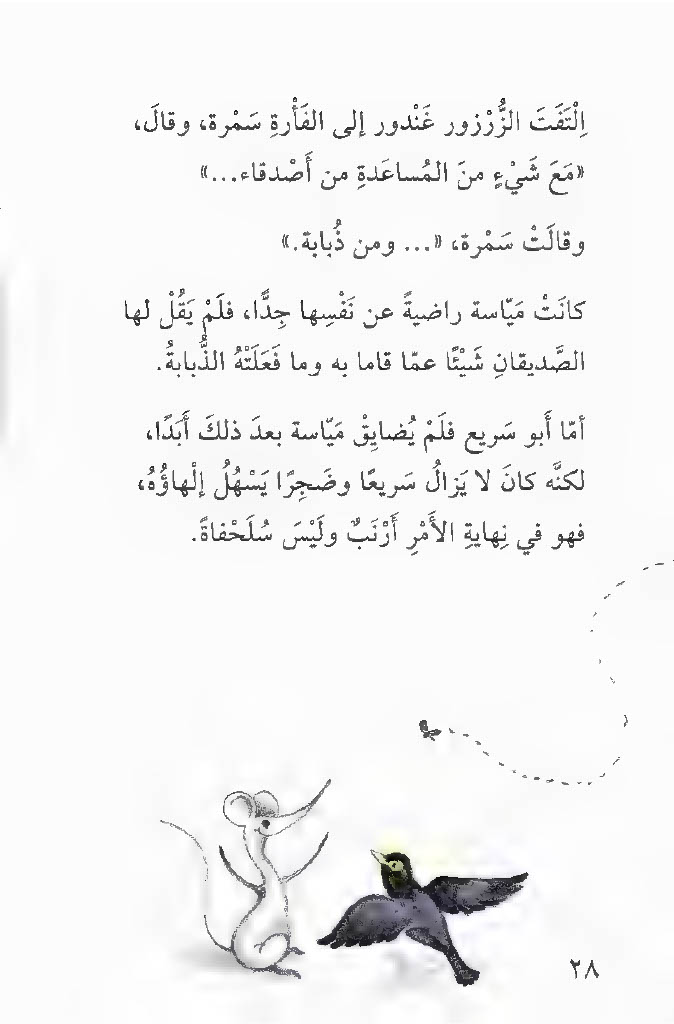 اِلْتَفَتَ الزُّرْزور غَنْدور إلى الفَأْرةِ سَمْرة، وقالَ،
«مَعَ شَيْءٍ منَ المُساعَدةِ من أَصْدقاء...»
وقالَتْ سَمْرة، «... ومن ذُبابة.»
كانَتْ مَيّاسة راضيةً عن نَفْسِها جِدًّا، فلَمْ يَقُلْ لها
الصَّديقانِ شَيْئًا عمّا قاما به وما فَعَلَتْهُ الذُّبابةُ.
أمّا أَبو سَريع فلَمْ يُضايِقْ مَيّاسة بعدَ ذلكَ أَبَدًا،
لكنَّه كانَ لا يَزالُ سَريعًا وضَجِرًا يَسْهُلُ إلْهاؤُهُ،
فهو في نِهايةِ الأَمْرِ أَرْنَبٌ ولَيْسَ سُلَحْفاةً.
٢٨